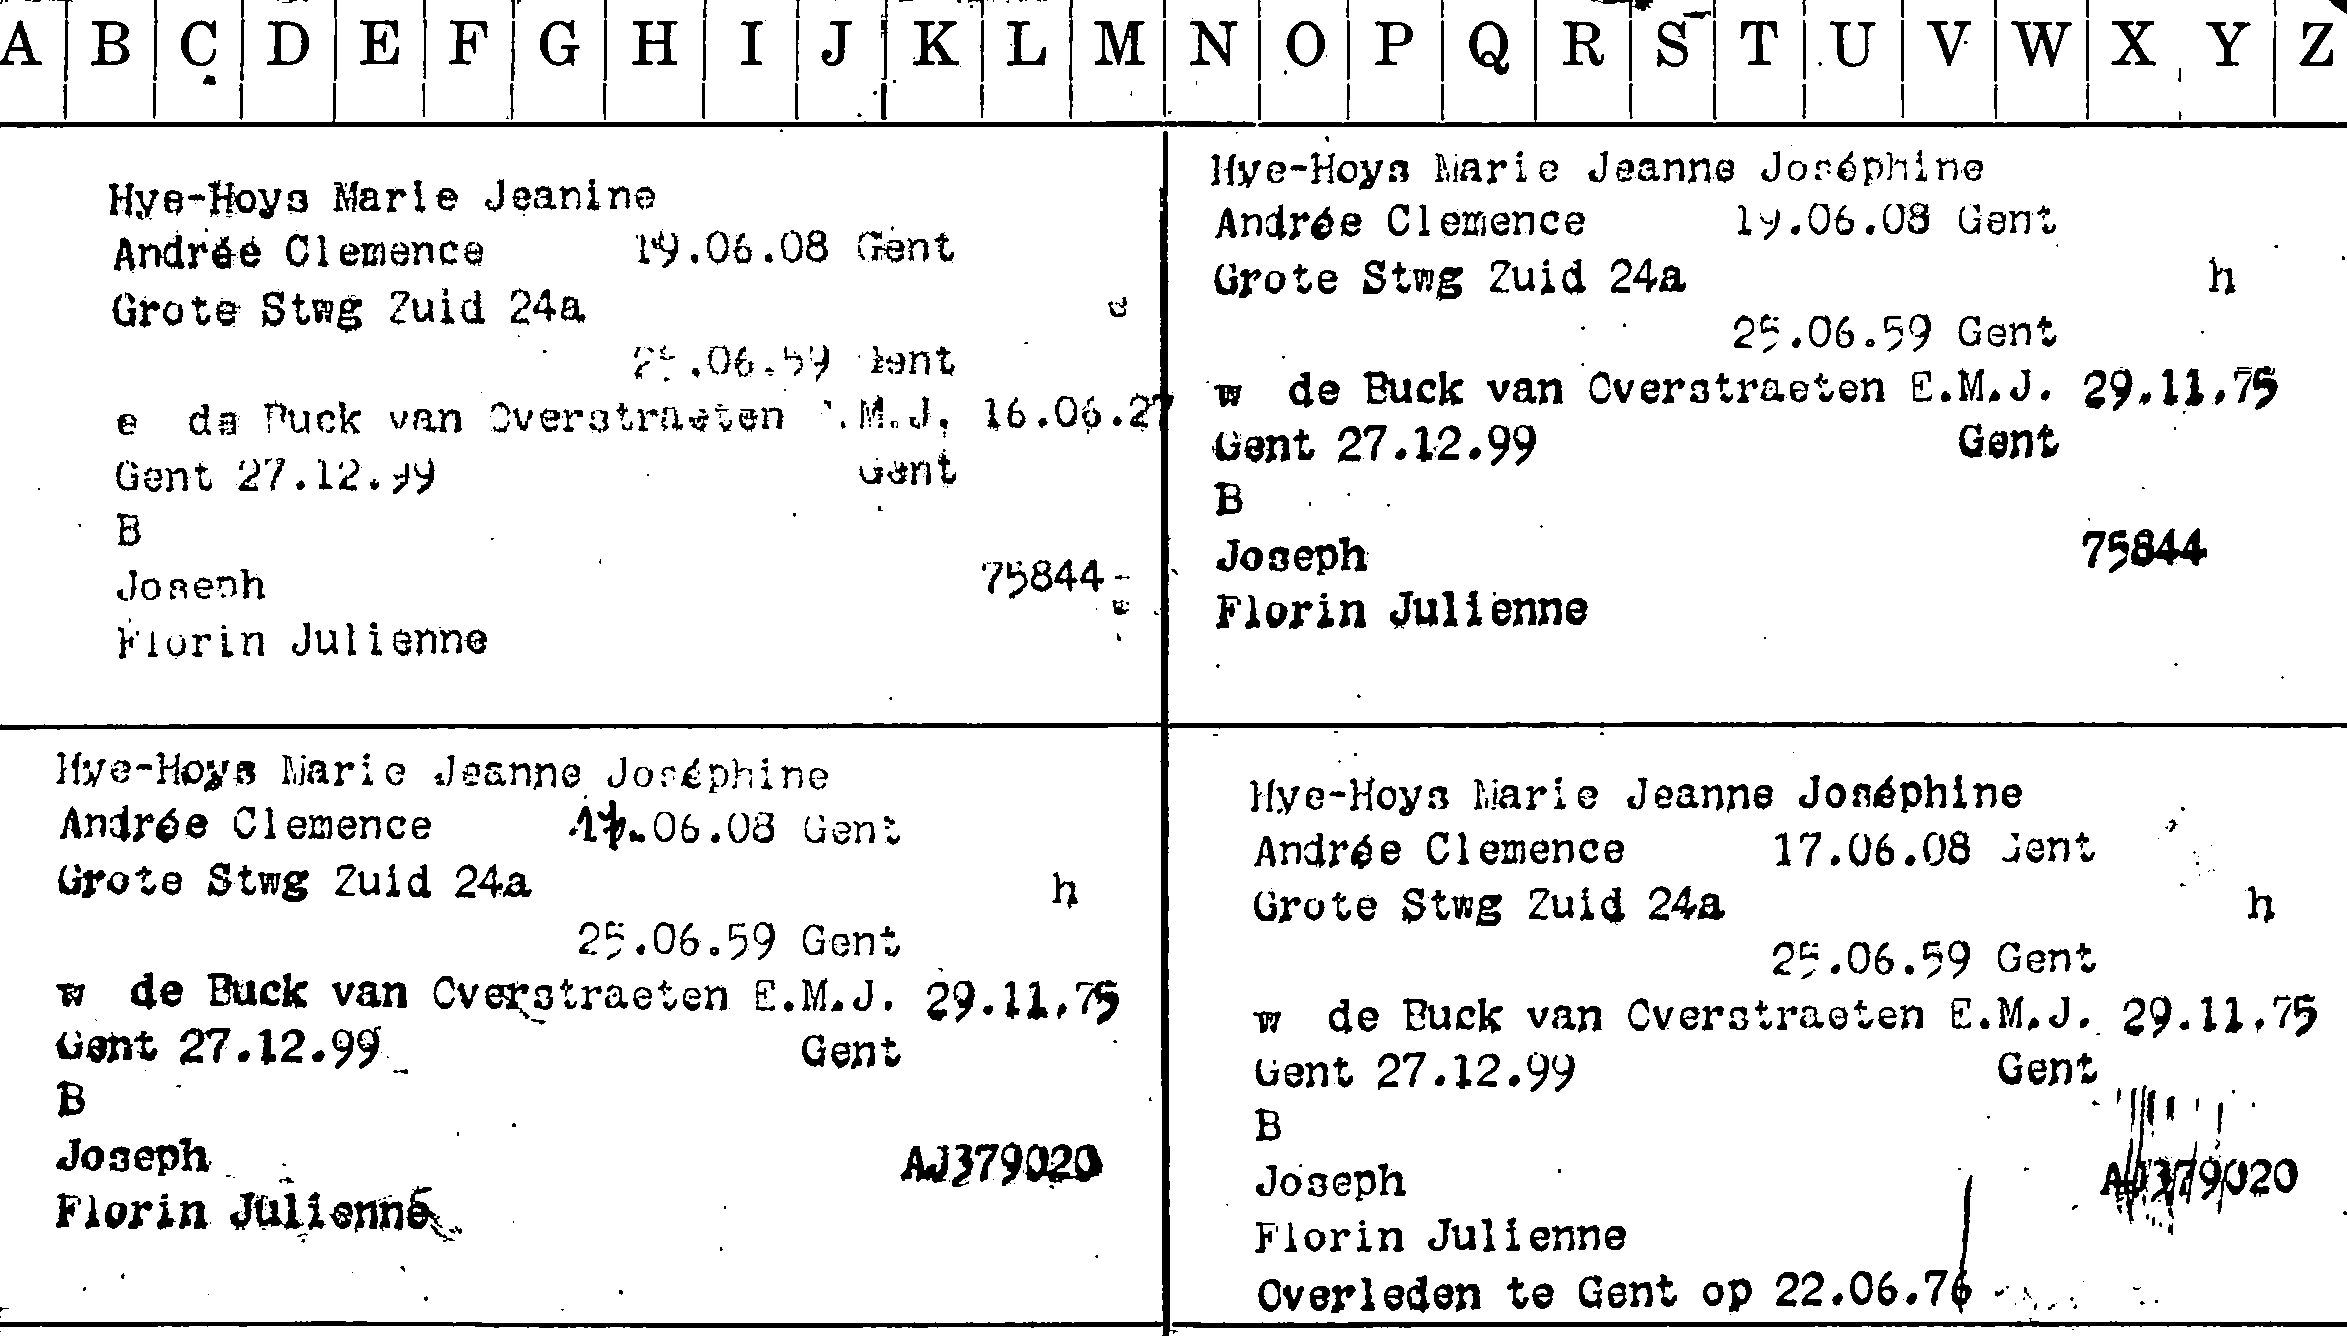 A B C D E F G H I J K L M N O P Q R S T U V W X Y Z
Hye-Hoys Marie Jeanine
Andrée Clemence 19.06.08 Gent
Grote Stwg Zuid 24a
25.06.59 Gent
e de Buck van Overstraeten E.M.J. 16.06.27
Gent 27.12.99 Gent
B
Joseph 75844
Florin Julienne
Hye-Hoys Marie Jeanne Joséphine
Andrée Clemence 19.06.08 Gent
Grote Stwg Zuid 24a h
25.06.59 Gent
w de Buck van Overstraeten E.M.J. 29.11.75
Gent 27.12.99 Gent
B
Joseph 75844
Florin Julienne
Hye-Hoys Marie Jeanne Joséphine
Andrée Clemence 17.06.08 Gent
Grote Stwg Zuid 24a h
25.06.59 Gent
w de Buck van Overstraeten E.M.J. 29.11.75
Gent 27.12.99 Gent
B
Joseph AJ379020
Florin Julienne
Hye-Hoys Marie Jeanne Joséphine
Andrée Clemence 17.06.08 Gent
Grote Stwg Zuid 24a h
25.06.59 Gent
w de Buck van Overstraeten E.M.J. 29.11.75
Gent 27.12.99 Gent
B
Joseph AJ379020
Florin Julienne
Overleden te Gent op 22.06.76